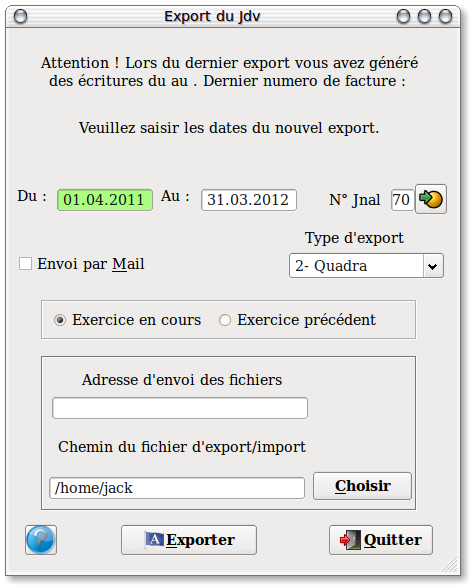 Export du Jdv
Attention ! Lors du dernier export vous avez généré
des écritures du au . Dernier numero de facture :
Veuillez saisir les dates du nouvel export.
Du : 01.04.2011 Au : 31.03.2012 N° Jnal 70
Type d'export
Envoi par Mail 2- Quadra
Exercice en cours Exercice précédent
Adresse d'envoi des fichiers
Chemin du fichier d'export/import
/home/jack Choisir
? A Exporter Quitter